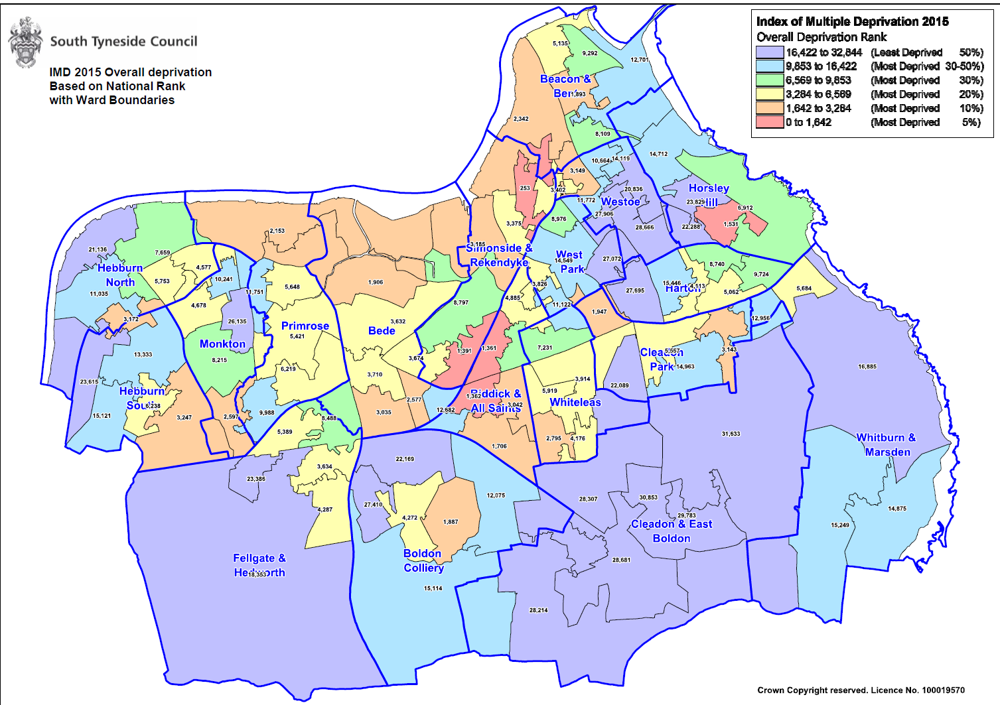 South Tyneside Council
IMD 2015 Overall deprivation
Based on National Rank
with Ward Boundaries
Index of Multiple Deprivation 2015
Overall Deprivation Rank
16,422 to 32,844 (Least Deprived 50%)
9,853 to 16,422 (Most Deprived 30-50%)
6,569 to 9,853 (Most Deprived 30%)
3,284 to 6,569 (Most Deprived 20%)
1,642 to 3,284 (Most Deprived 10%)
0 to 1,642 (Most Deprived 5%)
5,135
9,292
12,701
Beacon &
1,893
2,342
8,109
14,712
10,664
14,119
3,149
253
3,402
20,836
Horsley
Hill
23,829
11,772
Westoe
27,906
6,912
8,976
3,375
28,666
22,288
1,531
2,153
3,185
21,136
7,659
Simonside &
Rekendyke
West
Park
14,549
27,072
8,740
9,724
Hebburn
North
4,577
5,753
10,241
11,035
11,751
5,648
1,906
3,826
15,446
4,113
Harton
5,062
5,684
27,695
4,885
11,122
8,797
4,678
3,172
26,135
Primrose
5,421
3,632
Bede
1,947
12,956
Monkton
8,215
13,333
1,391
1,361
7,231
3,674
5,557
Cleadon
Park
14,963
3,143
16,885
6,219
3,710
3,914
23,615
Hebburn
South
6,238
5,919
22,089
2,577
1,362
Biddick &
All Saints
3,042
Whiteleas
15,121
3,247
2,597
9,988
3,035
12,682
8,488
5,389
2,795
4,176
1,706
31,633
Whitburn &
Marsden
22,169
3,634
23,386
12,075
28,307
30,853
27,410
4,287
4,272
1,887
29,783
Cleadon & East
Boldon
14,875
15,249
Fellgate &
Hedworth
18,353
Boldon
Colliery
28,681
15,114
28,214
Crown Copyright reserved. Licence No. 100019570